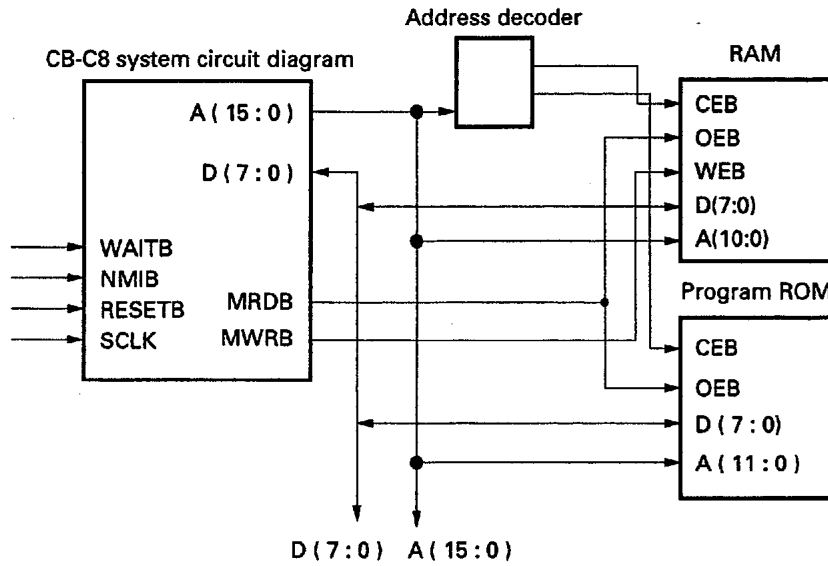 Address decoder
CB-C8 system circuit diagram
RAM
A ( 15 : 0 )
D ( 7 : 0 )
WAITB
NMIB
RESETB
SCLK
MRDB
MWRB
CEB
OEB
WEB
D(7:0)
A(10:0)
Program ROM
CEB
OEB
D ( 7 : 0 )
A ( 11 : 0 )
D ( 7 : 0 ) A ( 15 : 0 )